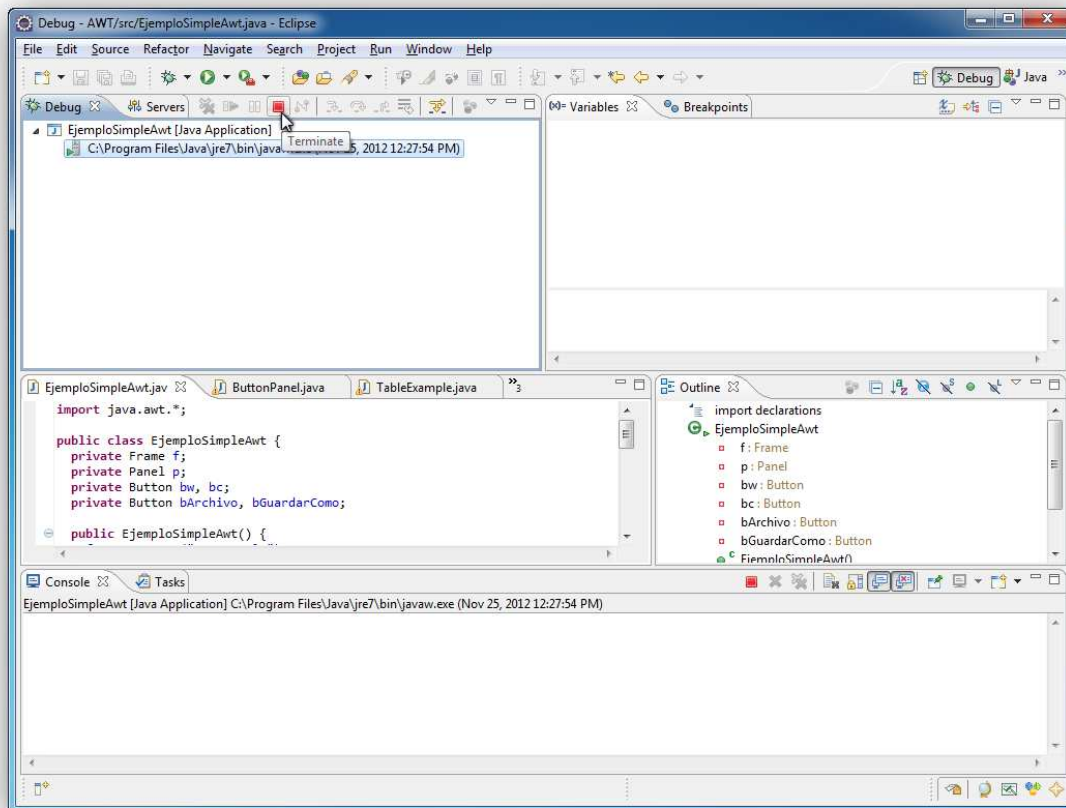 Debug - AWT/src/EjemploSimpleAwt.java - Eclipse
File Edit Source Refactor Navigate Search Project Run Window Help
Debug Java »
Debug Servers
EjemploSimpleAwt [Java Application]
Terminate
C:\Program Files\Java\jre7\bin\java 5, 2012 12:27:54 PM)
(x)= Variables Breakpoints
EjemploSimpleAwt.jav ButtonPanel.java TableExample.java »3
import java.awt.*;
public class EjemploSimpleAwt {
private Frame f;
private Panel p;
private Button bw, bc;
private Button bArchivo, bGuardarComo;
public EjemploSimpleAwt() {
Outline
import declarations
EjemploSimpleAwt
f : Frame
p : Panel
bw : Button
bc : Button
bArchivo : Button
bGuardarComo : Button
EjemploSimpleAwt()
Console Tasks
EjemploSimpleAwt [Java Application] C:\Program Files\Java\jre7\bin\javaw.exe (Nov 25, 2012 12:27:54 PM)